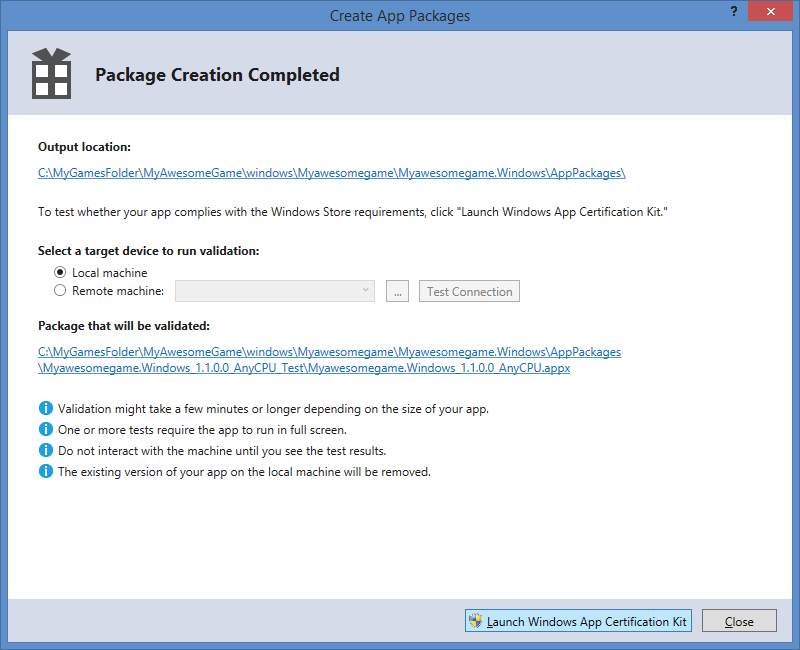 Create App Packages
?
Package Creation Completed
Output location:
C:\MyGamesFolder\MyAwesomeGame\windows\Myawesomegame\Myawesomegame.Windows\AppPackages\
To test whether your app complies with the Windows Store requirements, click "Launch Windows App Certification Kit."
Select a target device to run validation:
Local machine
Remote machine: ... Test Connection
Package that will be validated:
C:\MyGamesFolder\MyAwesomeGame\windows\Myawesomegame\Myawesomegame.Windows\AppPackages
\Myawesomegame.Windows_1.1.0.0_AnyCPU_Test\Myawesomegame.Windows_1.1.0.0_AnyCPU.appx
Validation might take a few minutes or longer depending on the size of your app.
One or more tests require the app to run in full screen.
Do not interact with the machine until you see the test results.
The existing version of your app on the local machine will be removed.
Launch Windows App Certification Kit Close